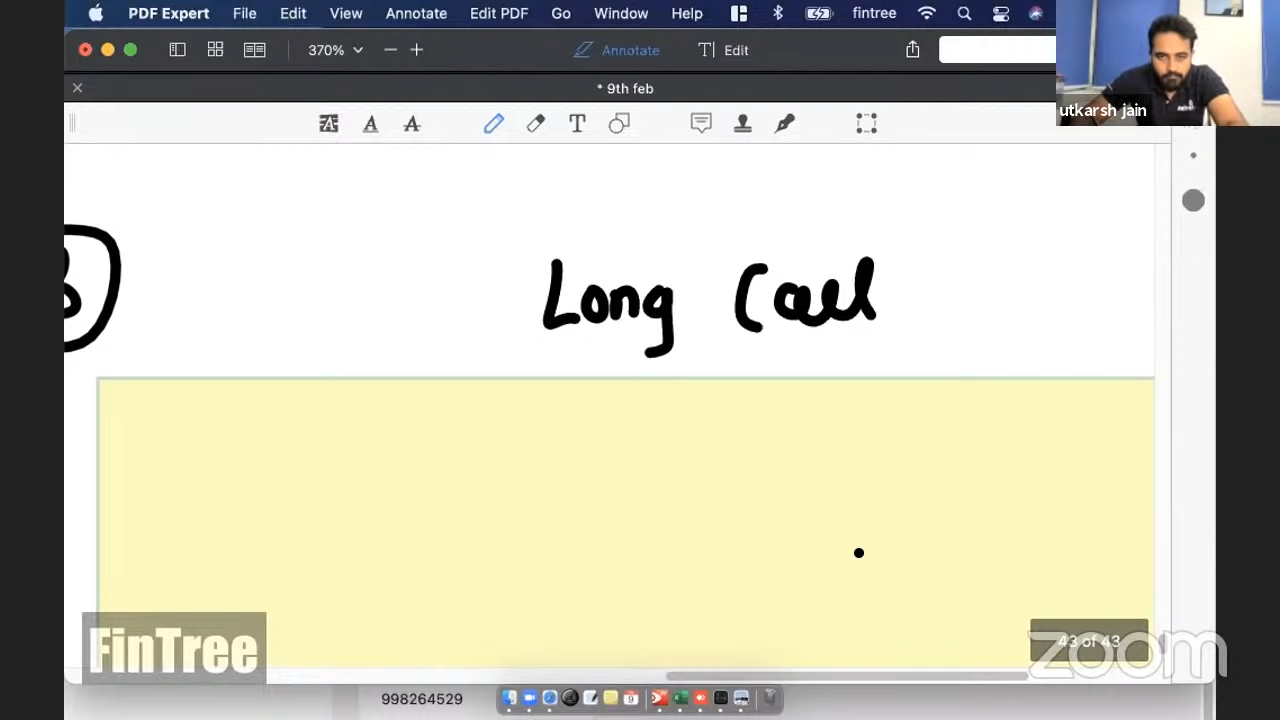 PDF Expert File Edit View Annotate Edit PDF Go Window Help fintree
370% Annotate T Edit
* 9th feb
utkarsh jain
Long Call
43 of 43
FinTree
zoom
998264529